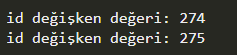 id değişken değeri: 274
id değişken değeri: 275